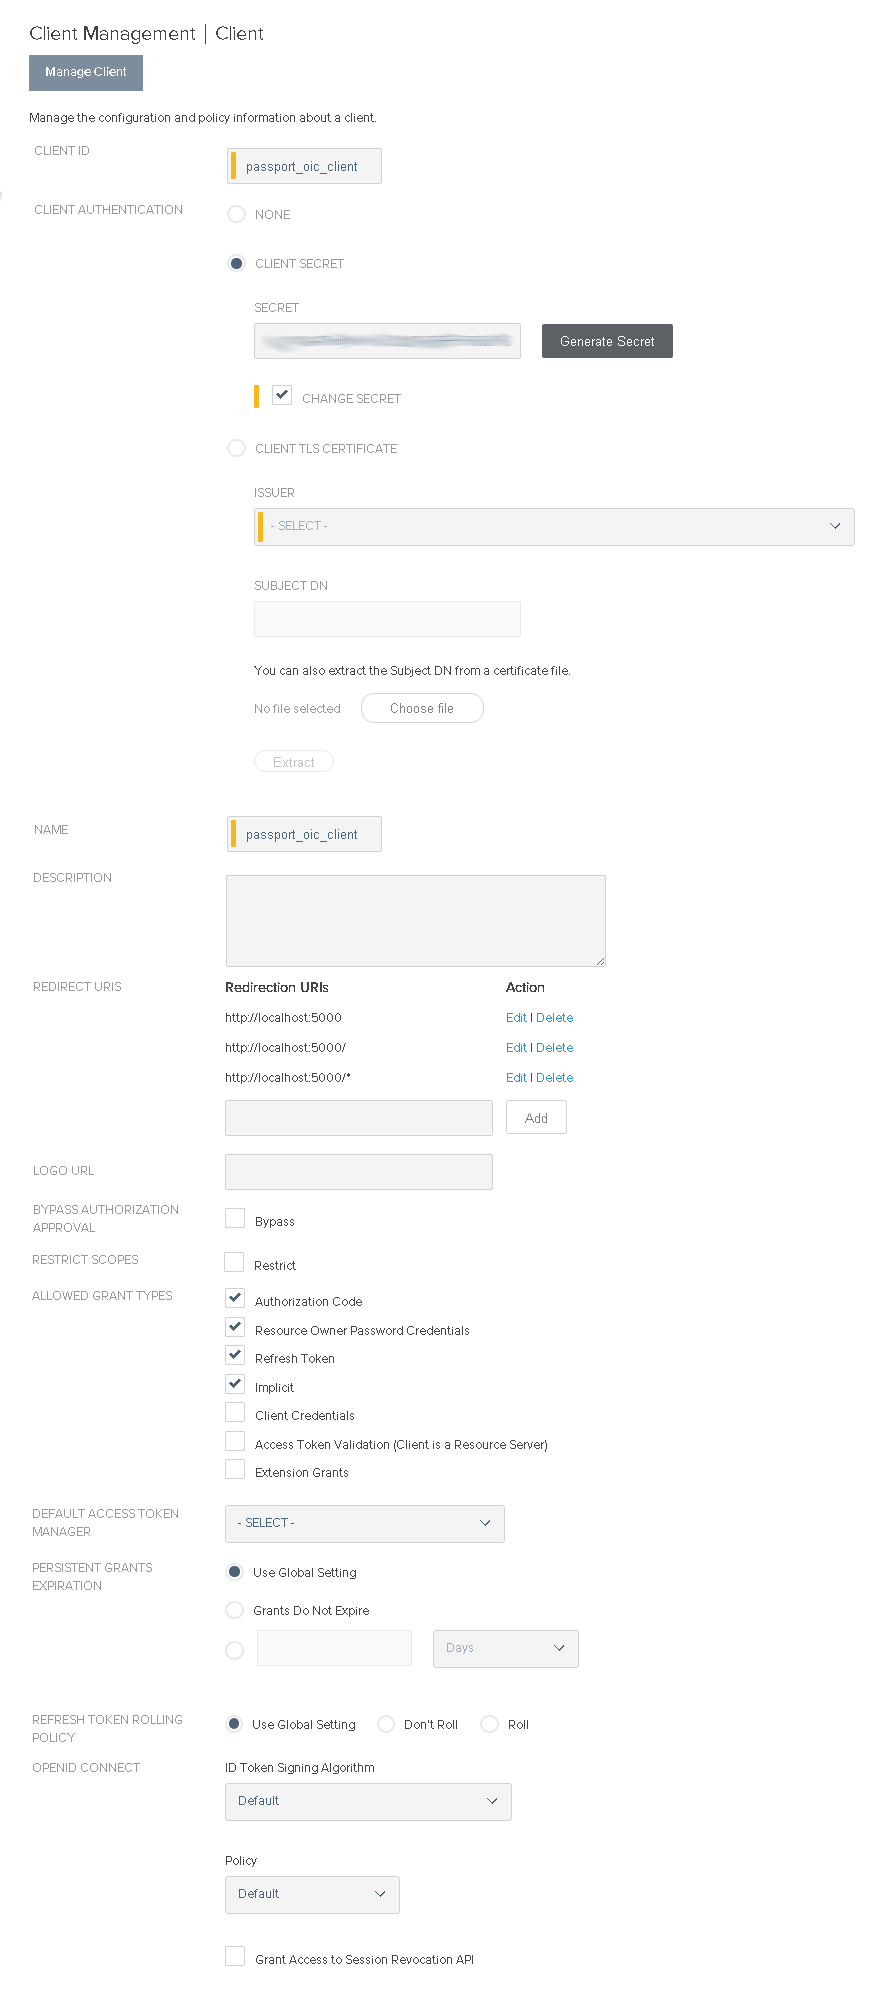 Client Management | Client
Manage Client
Manage the configuration and policy information about a client.
CLIENT ID
passport_oic_client
CLIENT AUTHENTICATION
NONE
CLIENT SECRET
SECRET
Generate Secret
CHANGE SECRET
CLIENT TLS CERTIFICATE
ISSUER
- SELECT -
SUBJECT DN
You can also extract the Subject DN from a certificate file.
No file selected Choose file
Extract
NAME
passport_oic_client
DESCRIPTION
REDIRECT URIS
Redirection URIs Action
http://localhost:5000 Edit | Delete
http://localhost:5000/ Edit | Delete
http://localhost:5000/* Edit | Delete
Add
LOGO URL
BYPASS AUTHORIZATION
APPROVAL
Bypass
RESTRICT SCOPES
Restrict
ALLOWED GRANT TYPES
Authorization Code
Resource Owner Password Credentials
Refresh Token
Implicit
Client Credentials
Access Token Validation (Client is a Resource Server)
Extension Grants
DEFAULT ACCESS TOKEN
MANAGER
- SELECT -
PERSISTENT GRANTS
EXPIRATION
Use Global Setting
Grants Do Not Expire
Days
REFRESH TOKEN ROLLING
POLICY
Use Global Setting Don't Roll Roll
OPENID CONNECT
ID Token Signing Algorithm
Default
Policy
Default
Grant Access to Session Revocation API